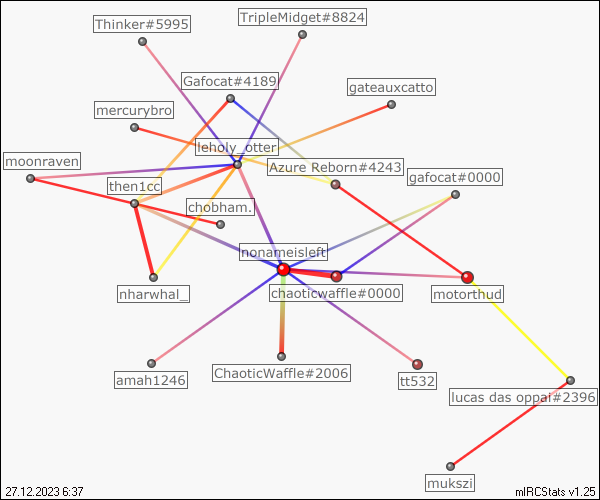 TripleMidget#8824
Thinker#5995
Gafocat#4189
gateauxcatto
mercurybro
leholy_otter
moonraven
Azure Reborn#4243
then1cc
gafocat#0000
chobham.
nonameisleft
nharwhal_
chaoticwaffle#0000
motorthud
amah1246
ChaoticWaffle#2006
tt532
lucas das oppai#2396
mukszi
27.12.2023 6:37
mIRCStats v1.25